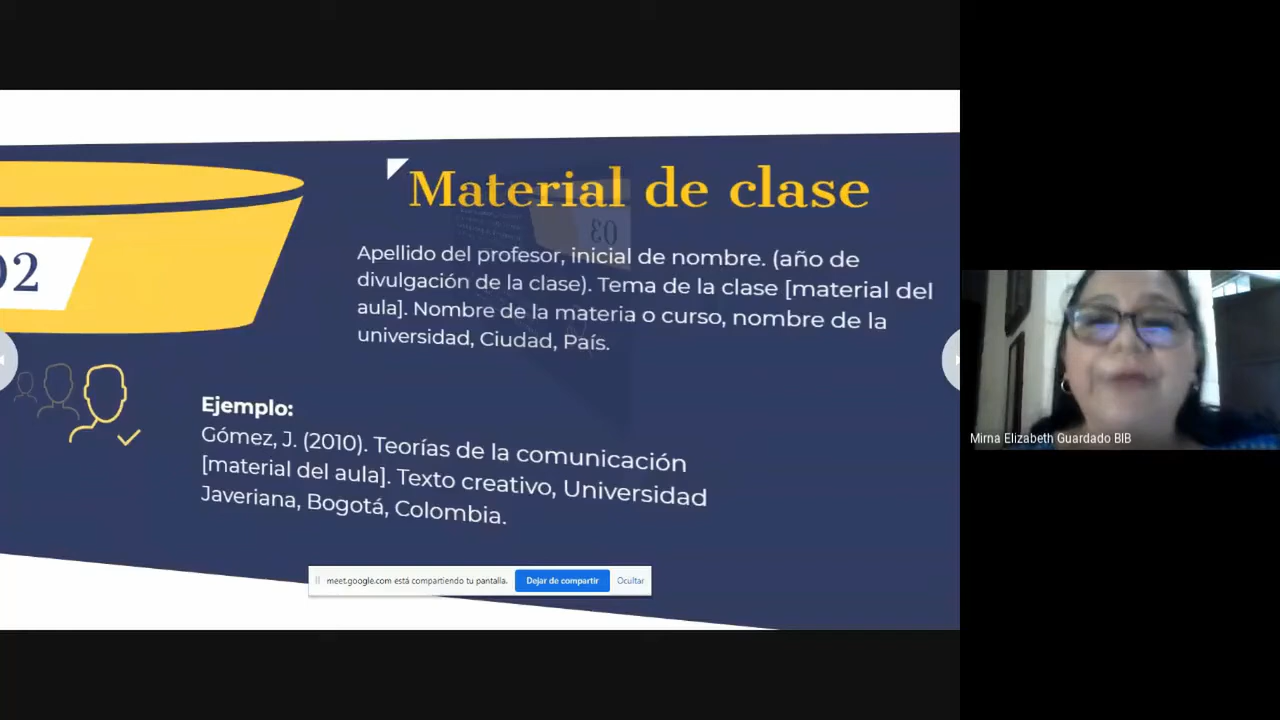 Material de clase
02
03
Apellido del profesor, inicial de nombre. (año de
divulgación de la clase). Tema de la clase [material del
aula]. Nombre de la materia o curso, nombre de la
universidad, Ciudad, País.
Ejemplo:
Gómez, J. (2010). Teorías de la comunicación
[material del aula]. Texto creativo, Universidad
Javeriana, Bogotá, Colombia.
meet.google.com está compartiendo tu pantalla. Dejar de compartir Ocultar
Mirna Elizabeth Guardado BIB